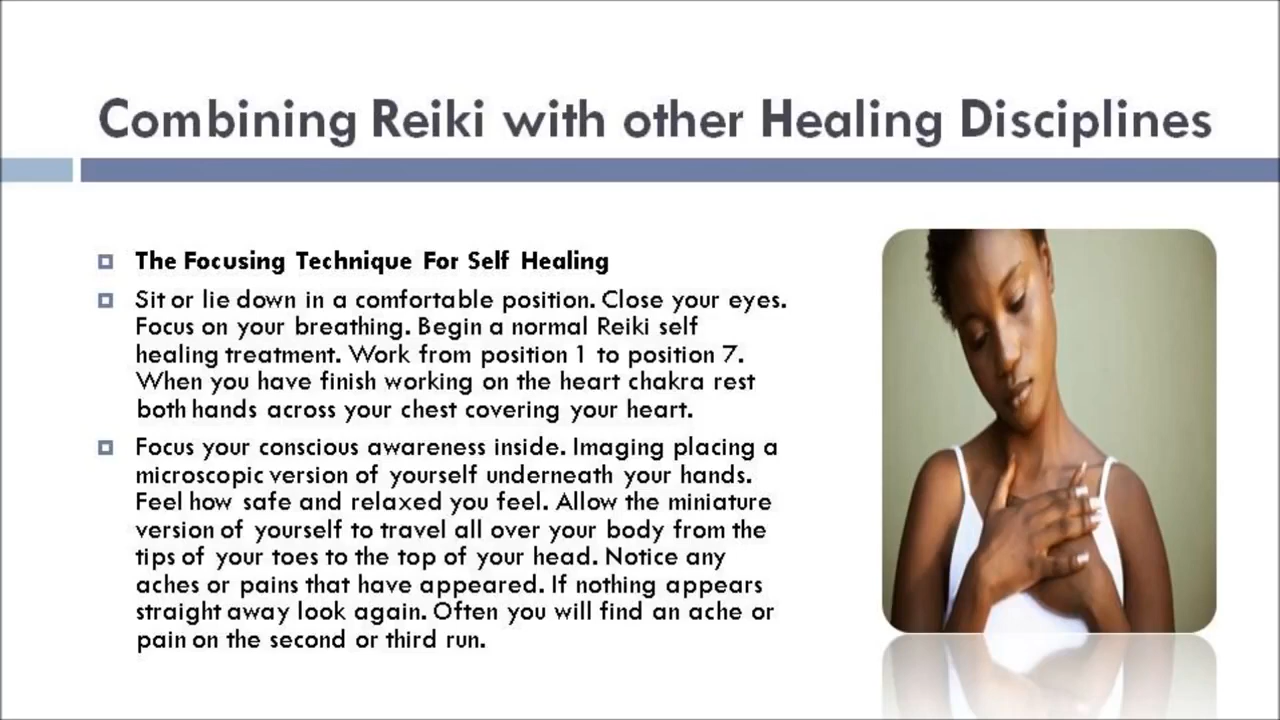 Combining Reiki with other Healing Disciplines
The Focusing Technique For Self Healing
Sit or lie down in a comfortable position. Close your eyes.
Focus on your breathing. Begin a normal Reiki self
healing treatment. Work from position 1 to position 7.
When you have finish working on the heart chakra rest
both hands across your chest covering your heart.
Focus your conscious awareness inside. Imaging placing a
microscopic version of yourself underneath your hands.
Feel how safe and relaxed you feel. Allow the miniature
version of yourself to travel all over your body from the
tips of your toes to the top of your head. Notice any
aches or pains that have appeared. If nothing appears
straight away look again. Often you will find an ache or
pain on the second or third run.